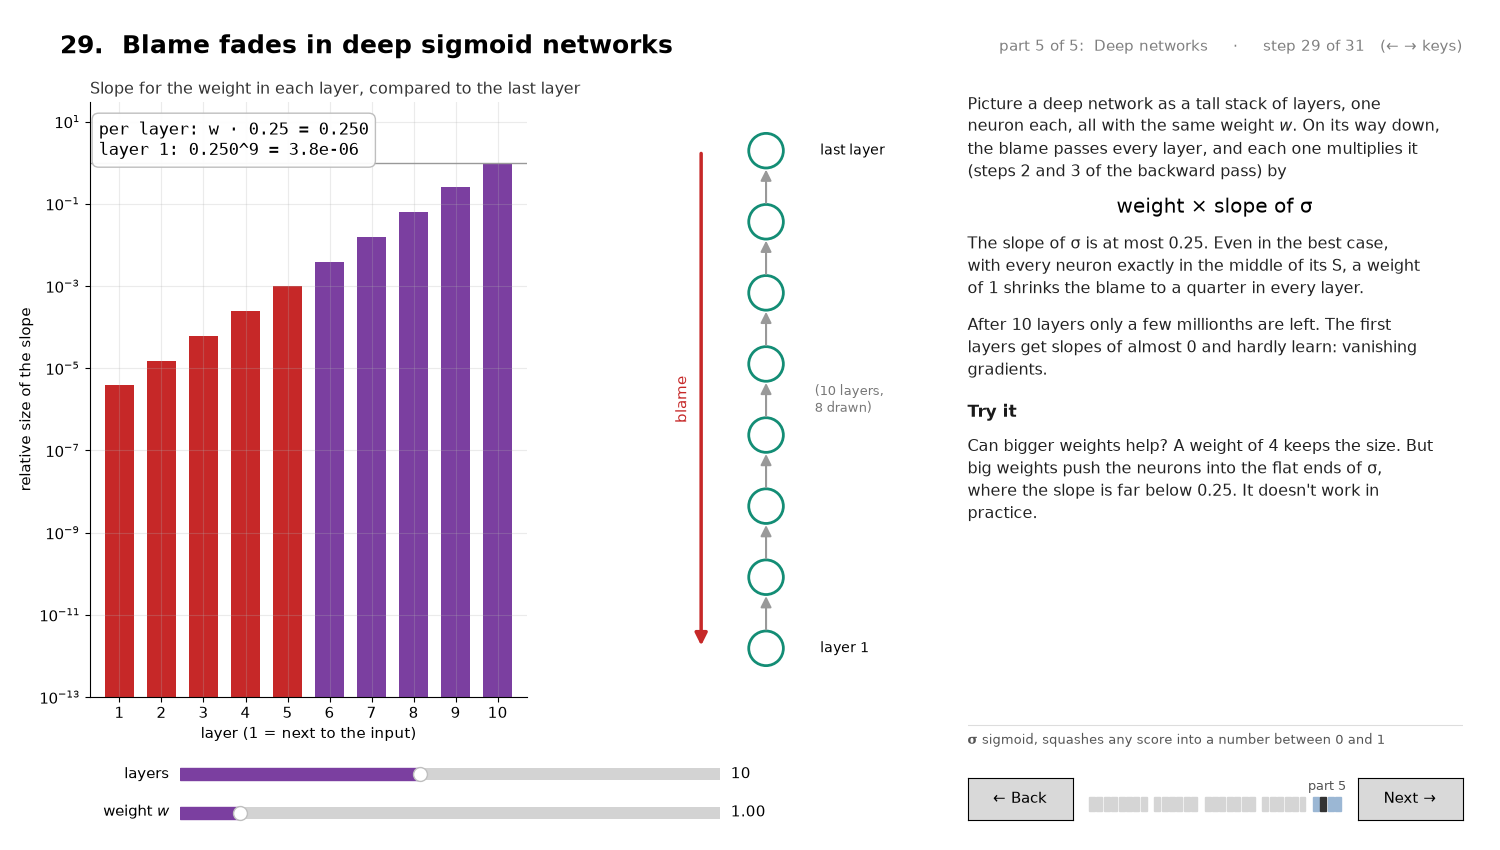 29.  Blame fades in deep sigmoid networks
part 5 of 5:  Deep networks  ·  step 29 of 31  (← → keys)
Slope for the weight in each layer, compared to the last layer
per layer: w · 0.25 = 0.250
layer 1: 0.250^9 = 3.8e-06
10¹
10⁻¹
10⁻³
10⁻⁵
10⁻⁷
10⁻⁹
10⁻¹¹
10⁻¹³
relative size of the slope
1 2 3 4 5 6 7 8 9 10
layer (1 = next to the input)
blame
last layer
(10 layers,
8 drawn)
layer 1
layers 10
weight w 1.00
Picture a deep network as a tall stack of layers, one
neuron each, all with the same weight w. On its way down,
the blame passes every layer, and each one multiplies it
(steps 2 and 3 of the backward pass) by
weight × slope of σ
The slope of σ is at most 0.25. Even in the best case,
with every neuron exactly in the middle of its S, a weight
of 1 shrinks the blame to a quarter in every layer.
After 10 layers only a few millionths are left. The first
layers get slopes of almost 0 and hardly learn: vanishing
gradients.
Try it
Can bigger weights help? A weight of 4 keeps the size. But
big weights push the neurons into the flat ends of σ,
where the slope is far below 0.25. It doesn't work in
practice.
σ sigmoid, squashes any score into a number between 0 and 1
← Back
part 5
Next →